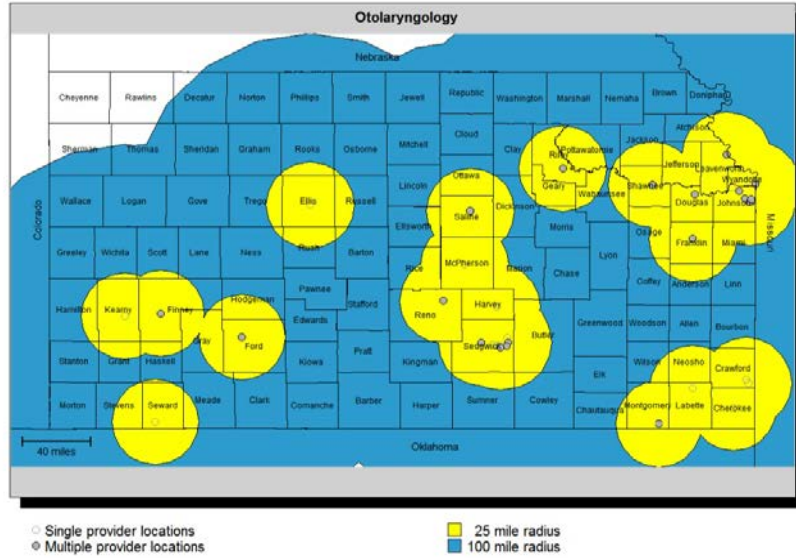 Otolaryngology
Nebraska
Cheyenne Rawlins Decatur Norton Phillips Smith Jewell Republic Washington Marshall Nemaha Brown Doniphan
Atchison
Sherman Thomas Sheridan Graham Rooks Osborne Mitchell Cloud Clay Riley Pottawatomie Jackson Jefferson Leavenworth
Ottawa Wyandotte
Wallace Logan Gove Trego Ellis Russell Lincoln Saline Dickinson Geary Wabaunsee Shawnee Douglas Johnson
Colorado Missouri
Ellsworth Morris Osage Franklin Miami
Greeley Wichita Scott Lane Ness Rush Barton Rice McPherson Marion Chase Lyon
Pawnee Coffey Anderson Linn
Hamilton Kearny Finney Hodgeman Edwards Stafford Reno Harvey Butler Greenwood Woodson Allen Bourbon
Gray Ford
Stanton Grant Haskell Kiowa Pratt Kingman Sedgwick Elk Wilson Neosho Crawford
Morton Stevens Seward Meade Clark Comanche Barber Harper Sumner Cowley Chautauqua Montgomery Labette Cherokee
40 miles
Oklahoma
Single provider locations
Multiple provider locations
25 mile radius
100 mile radius